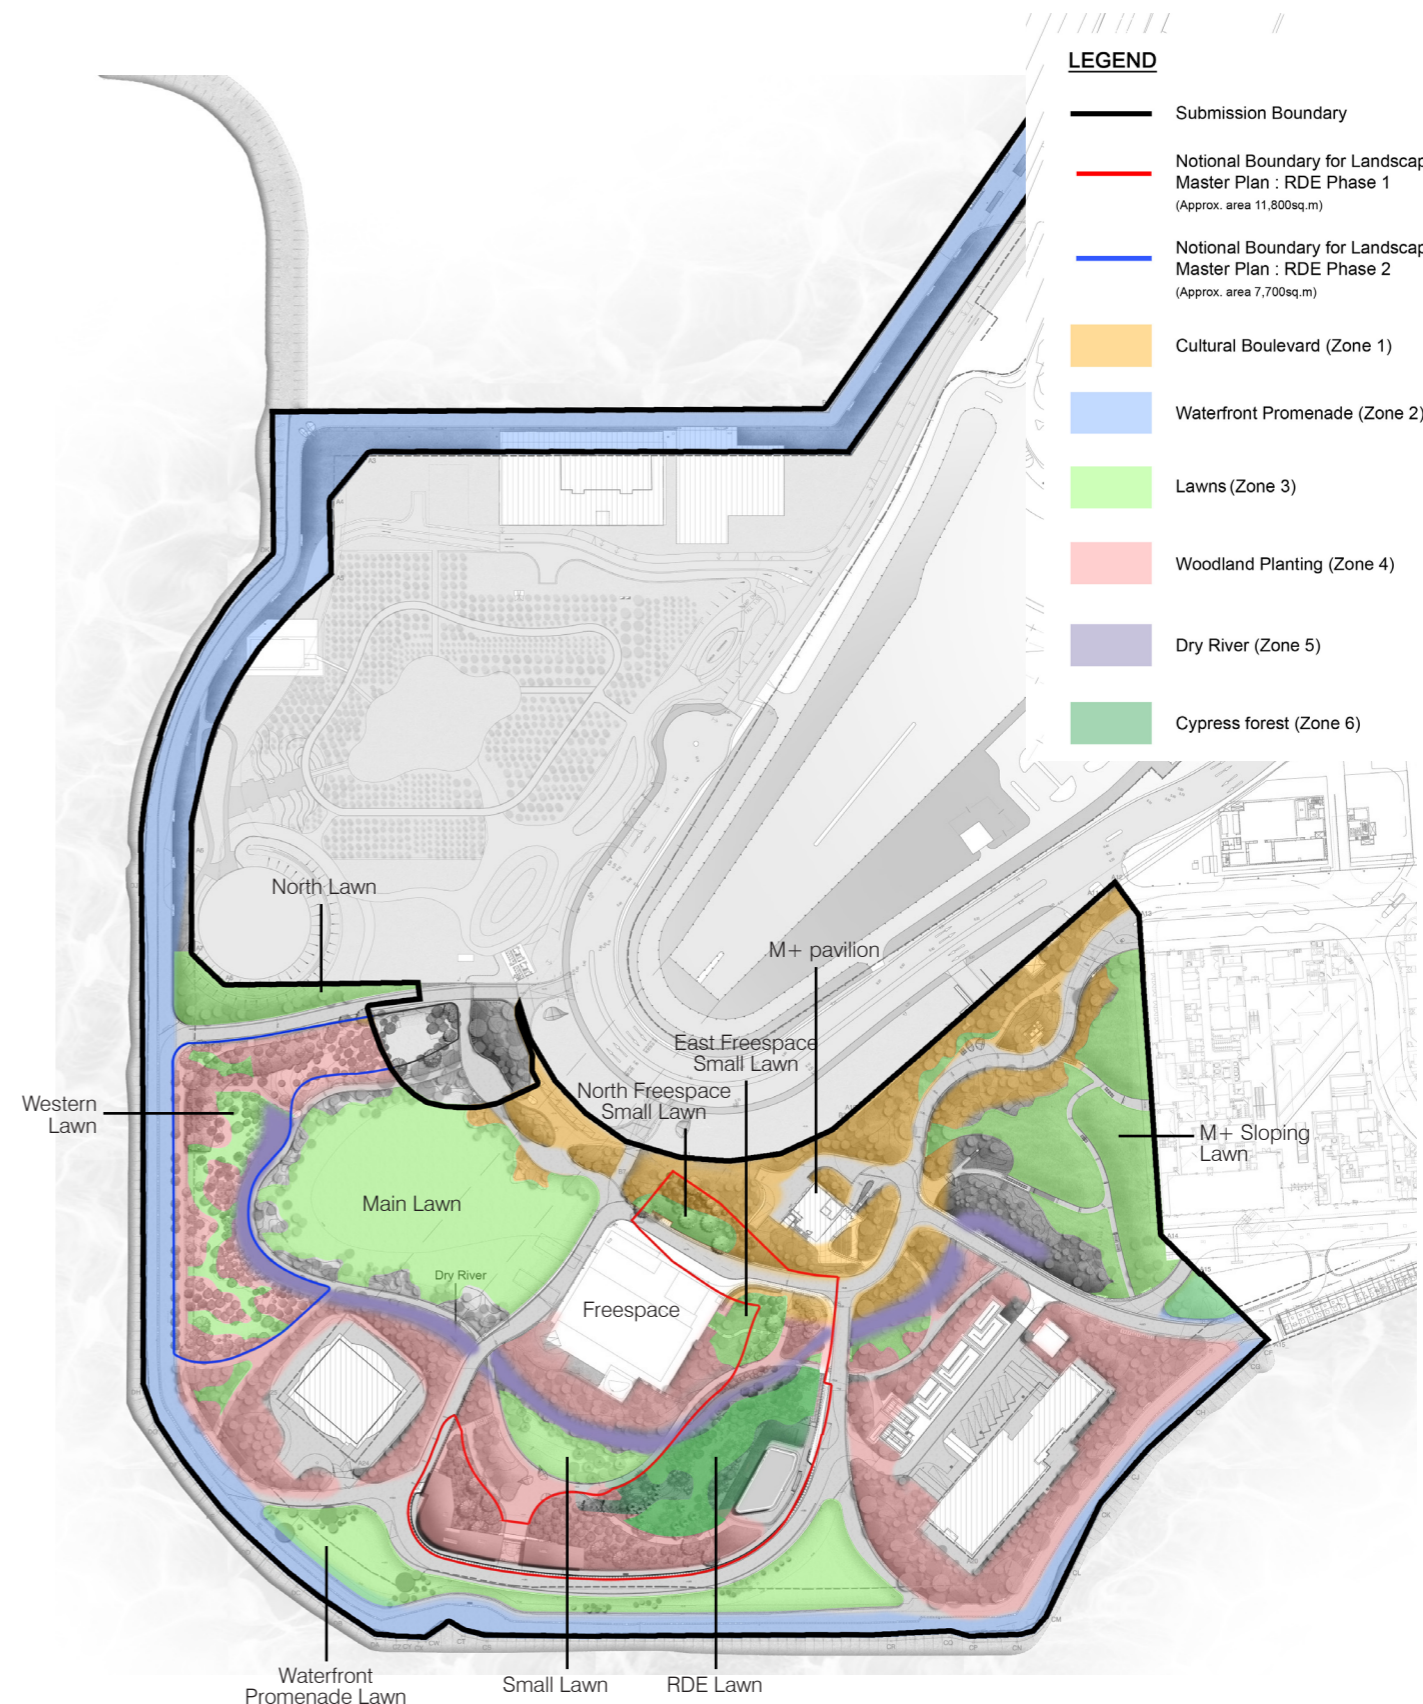 LEGEND
Submission Boundary
Notional Boundary for Landscap
Master Plan : RDE Phase 1
(Approx. area 11,800sq.m)
Notional Boundary for Landscap
Master Plan : RDE Phase 2
(Approx. area 7,700sq.m)
Cultural Boulevard (Zone 1)
Waterfront Promenade (Zone 2)
Lawns (Zone 3)
Woodland Planting (Zone 4)
Dry River (Zone 5)
Cypress forest (Zone 6)
North Lawn
M+ pavilion
East Freespace
Small Lawn
North Freespace
Small Lawn
Western
Lawn
M+ Sloping
Lawn
Main Lawn
Dry River
Freespace
Waterfront
Promenade Lawn
Small Lawn
RDE Lawn